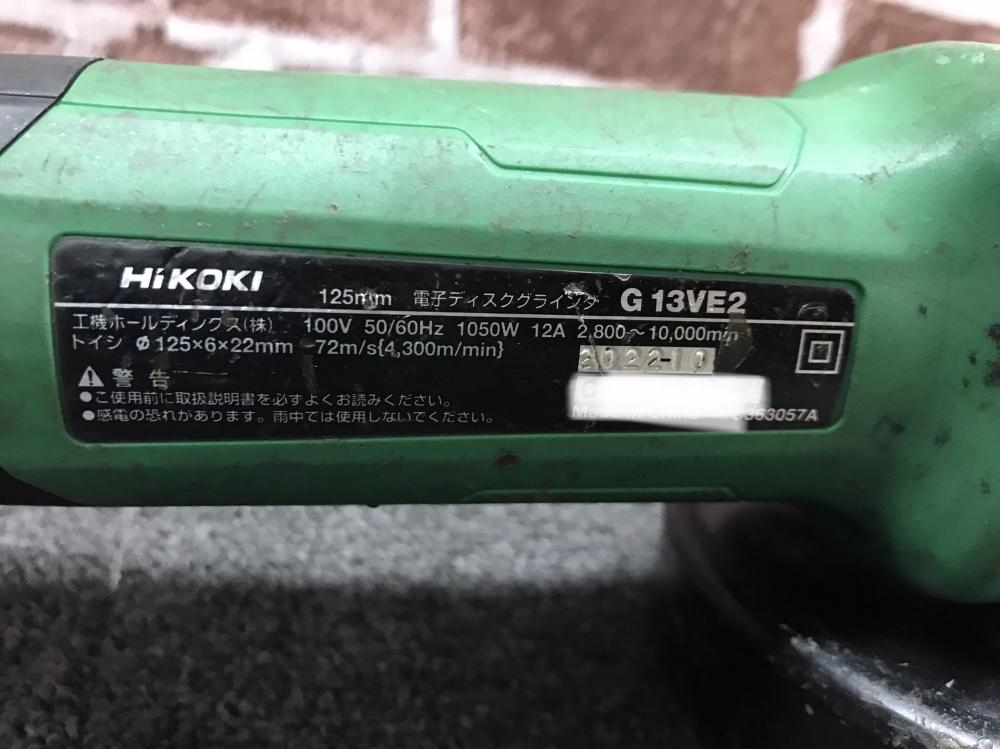 HiKOKI
125mm 電子ディスクグラインダ G 13VE2
工機ホールディングス(株) 100V 50/60Hz 1050W 12A 2,800~10,000min
トイシ Φ125×6×22mm 72m/s{4,300m/min}
2022-10
警告
●ご使用前に取扱説明書を必ずよくお読みください。
●感電の恐れがあります。雨中では使用しないでください。
C
Made in China 353057A